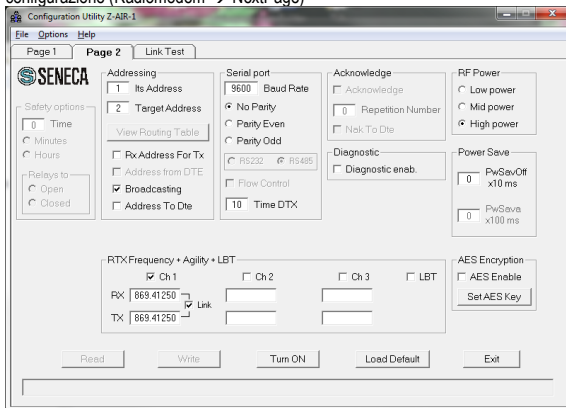 configurazione (Radiomodem → NextPage)
Configuration Utility Z-AIR-1
File Options Help
Page 1 Page 2 Link Test
SENECA
Safety options
0 Time
Minutes
Hours
Relays to
Open
Closed
Addressing
1 Its Address
2 Target Address
View Routing Table
Rx Address For Tx
Address from DTE
Broadcasting
Address To Dte
Serial port
9600 Baud Rate
No Parity
Parity Even
Parity Odd
RS232 RS485
Flow Control
10 Time DTX
Acknowledge
Acknowledge
0 Repetition Number
Nak To Dte
Diagnostic
Diagnostic enab.
RF Power
Low power
Mid power
High power
Power Save
0 PwSavOff
x10 ms
0 PwSava
x100 ms
RTX Frequency + Agility + LBT
Ch 1 Ch 2 Ch 3 LBT
RX 869.41250
Link
TX 869.41250
AES Encryption
AES Enable
Set AES Key
Read Write Turn ON Load Default Exit